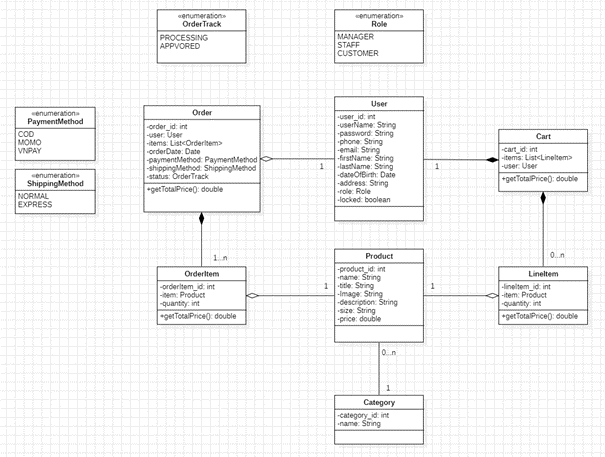 «enumeration»
OrderTrack
PROCESSING
APPVORED
«enumeration»
Role
MANAGER
STAFF
CUSTOMER
«enumeration»
PaymentMethod
COD
MOMO
VNPAY
«enumeration»
ShippingMethod
NORMAL
EXPRESS
Order
-order_id: int
-user: User
-items: List<OrderItem>
-orderDate: Date
-paymuthMethod: PaymuthMethod
-shippingMethod: ShippingMethod
-status: OrderTrack
+getTotalPrice(): double
1
User
-user_id: int
-userName: String
-password: String
-phone: String
-email: String
-firstName: String
-lastName: String
-dateOfBirth: Date
-address: String
-role: Role
-locked: boolean
1
Cart
-cart_id: int
-items: List<LineItem>
-user: User
+getTotalPrice(): double
1...n
0...n
OrderItem
-orderItem_id: int
-item: Product
-quantity: int
+getTotalPrice(): double
1
Product
-product_id: int
-name: String
-title: String
-Image: String
-description: String
-size: String
-price: double
1
LineItem
-lineItem_id: int
-item: Product
-quantity: int
+getTotalPrice(): double
0...n
1
Category
-category_id: int
-name: String